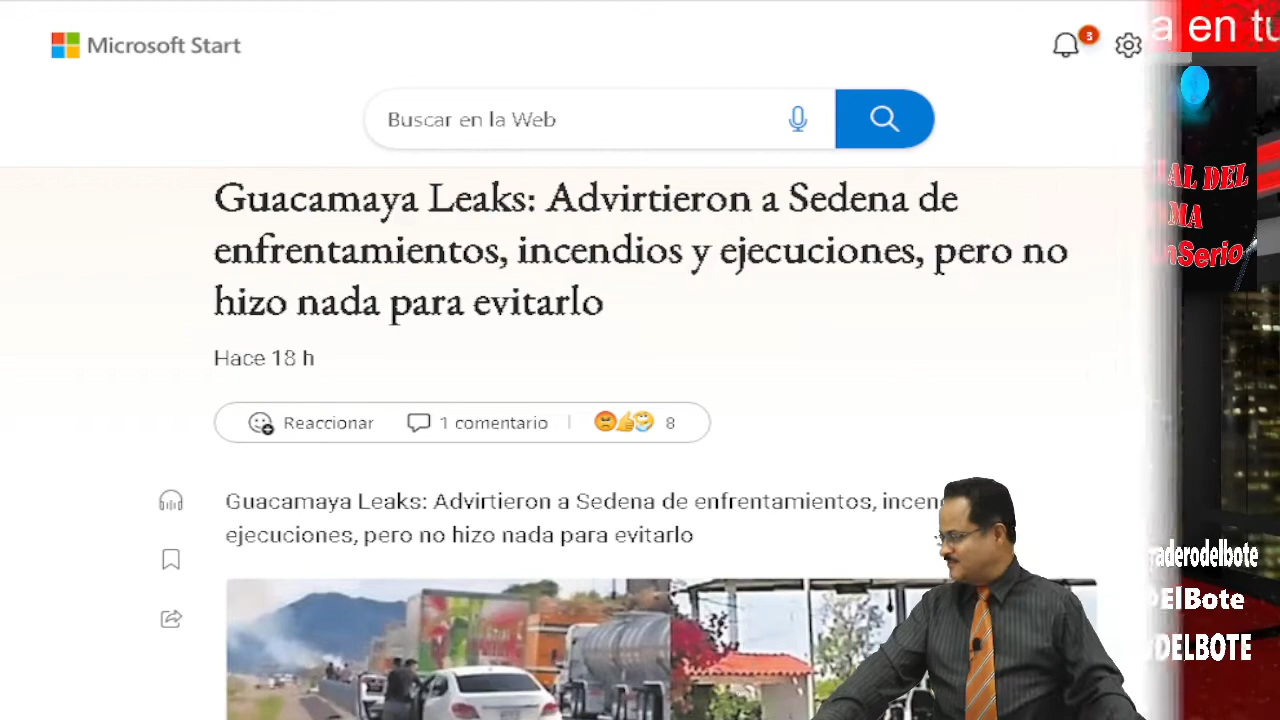 Microsoft Start
3
a en tu
Buscar en la Web
Guacamaya Leaks: Advirtieron a Sedena de
enfrentamientos, incendios y ejecuciones, pero no
hizo nada para evitarlo
Hace 18 h
Reaccionar
1 comentario
8
Guacamaya Leaks: Advirtieron a Sedena de enfrentamientos, incen
ejecuciones, pero no hizo nada para evitarlo
AL DEL
MA
nSerio
aderodelbote
ElBote
DELBOTE